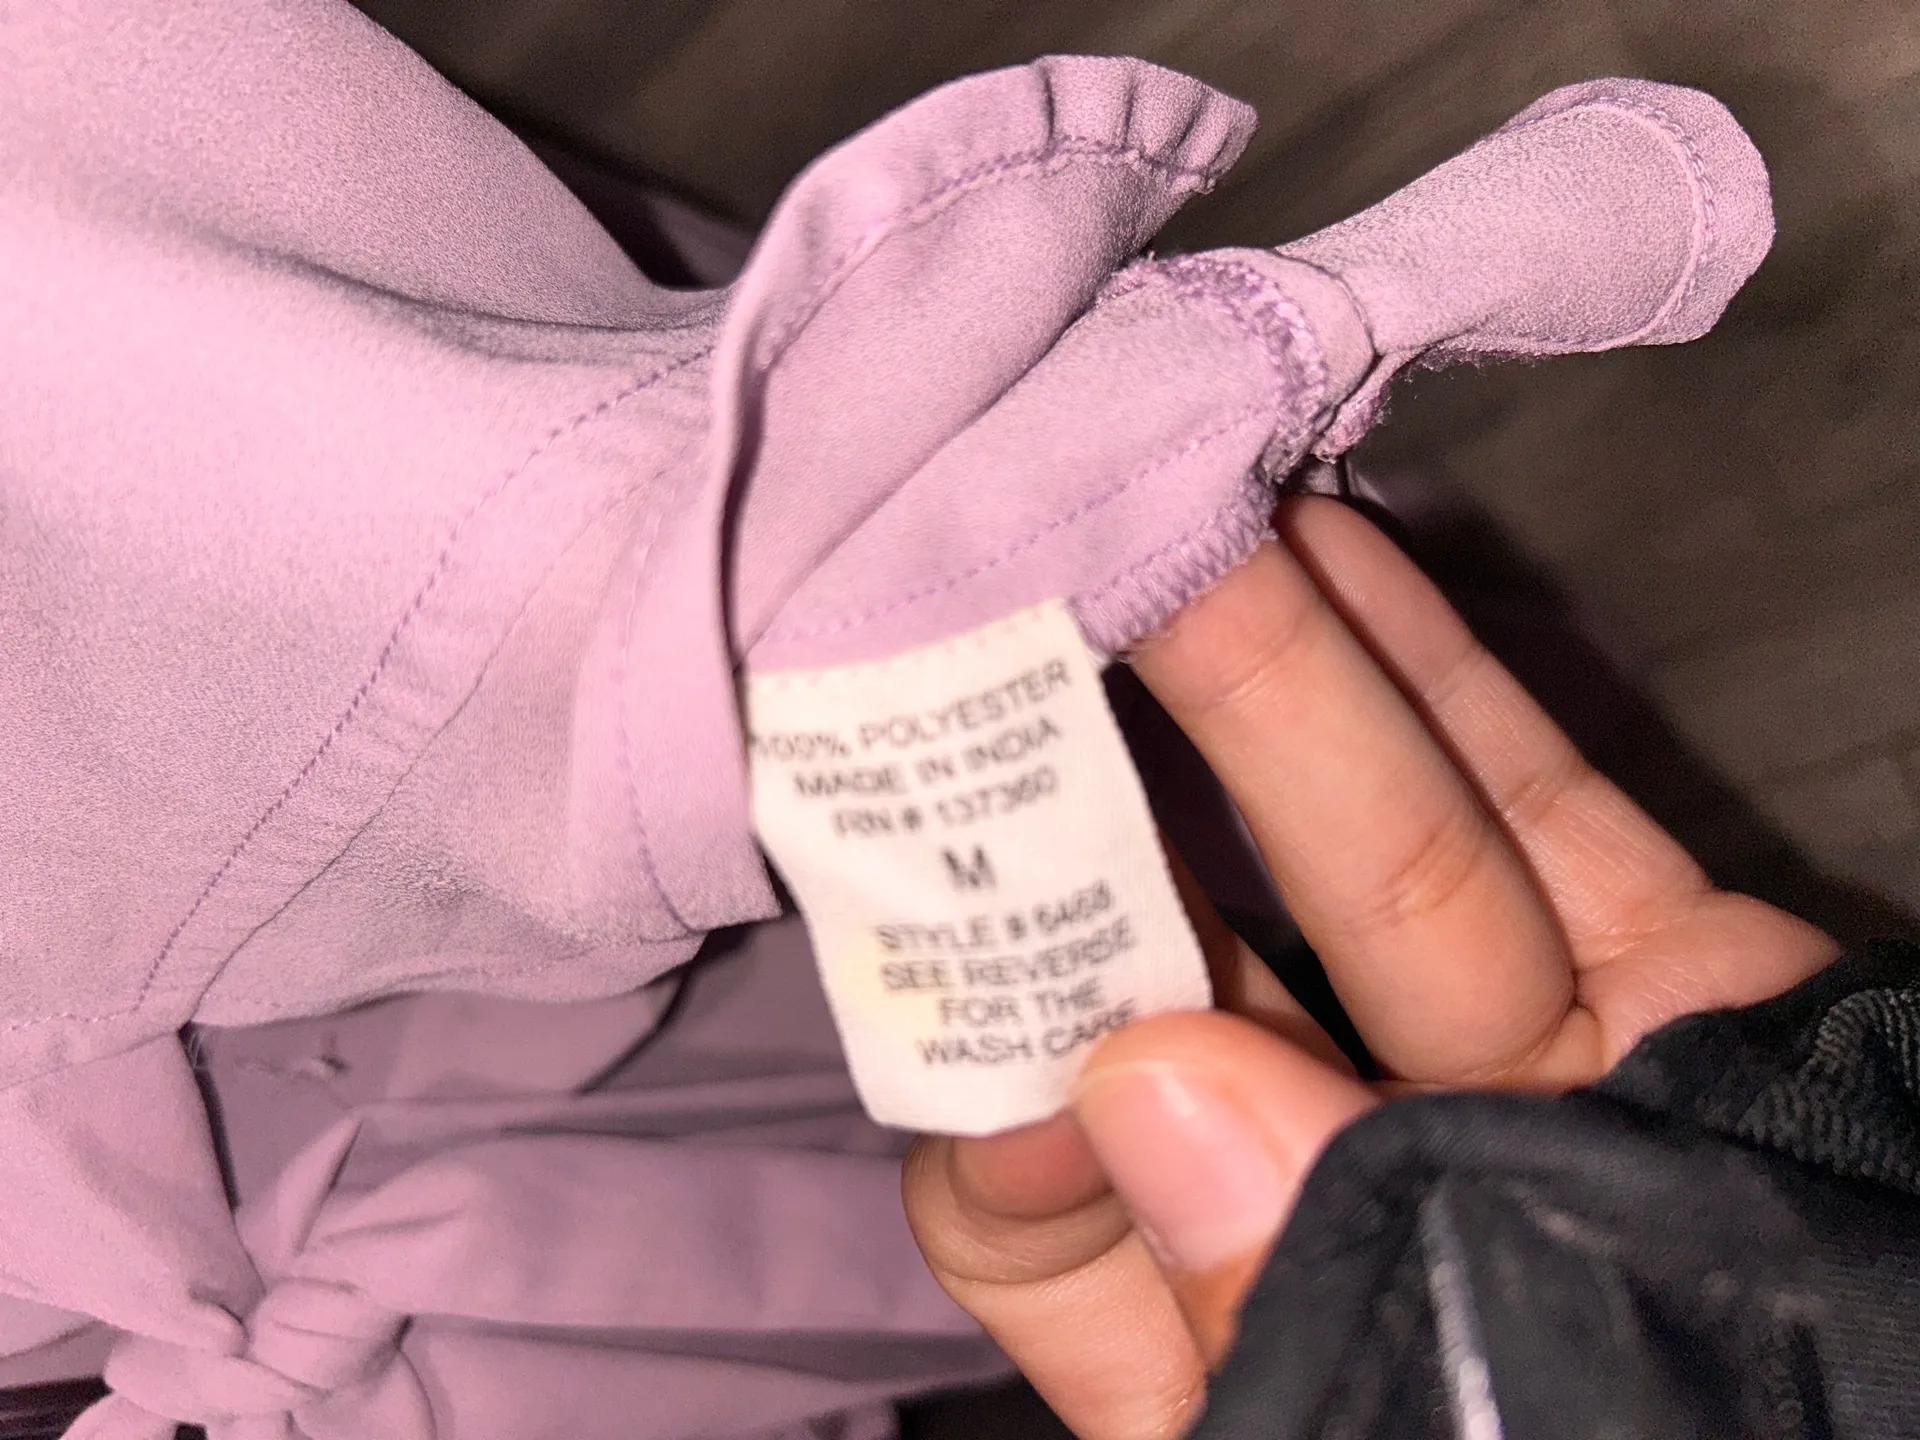 100% POLYESTER
MADE IN INDIA
RN # 137360
M
STYLE # 6468
SEE REVERSE
FOR THE
WASH CARE